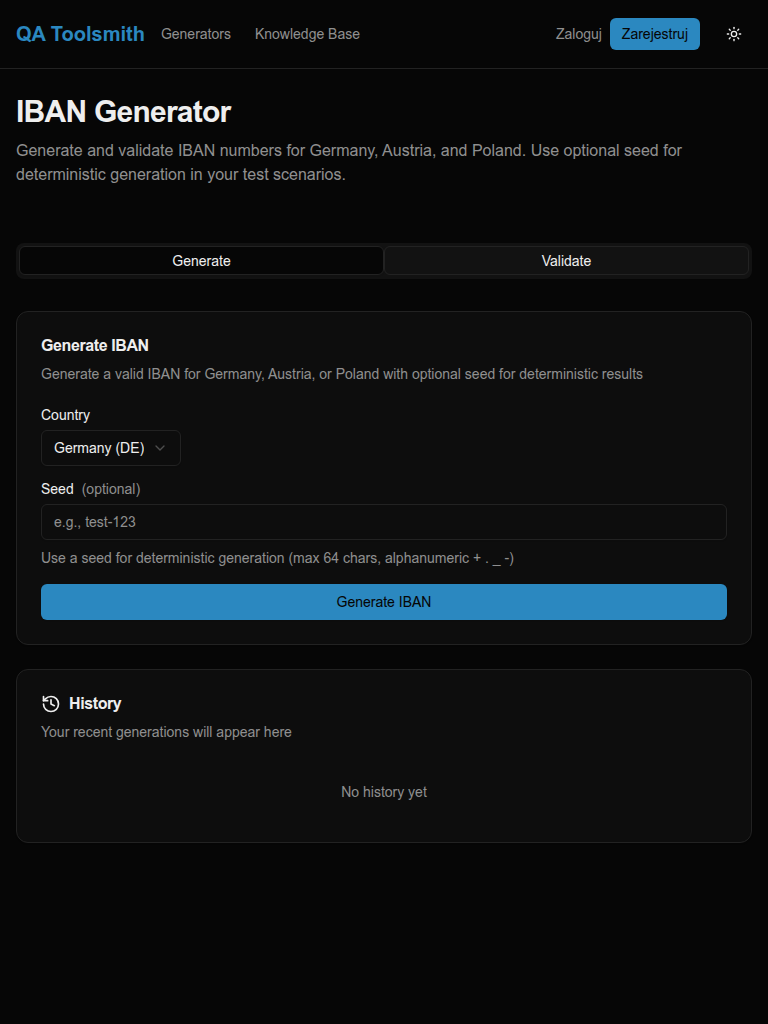 QA Toolsmith Generators Knowledge Base Zaloguj Zarejestruj
IBAN Generator
Generate and validate IBAN numbers for Germany, Austria, and Poland. Use optional seed for
deterministic generation in your test scenarios.
Generate Validate
Generate IBAN
Generate a valid IBAN for Germany, Austria, or Poland with optional seed for deterministic results
Country
Germany (DE)
Seed (optional)
e.g., test-123
Use a seed for deterministic generation (max 64 chars, alphanumeric + . _ -)
Generate IBAN
History
Your recent generations will appear here
No history yet